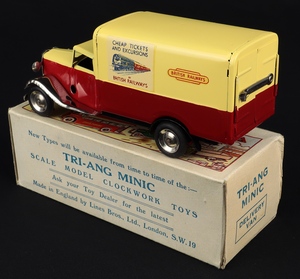 CHEAP TICKETS
AND EXCURSIONS
BY
BRITISH RAILWAYS
BRITISH RAILWAYS
New Types will be available from time to time of the:—
TRI-ANG MINIC
SCALE MODEL CLOCKWORK TOYS
Ask your Toy Dealer for the latest
Made in England by Lines Bros., Ltd., London, S.W.19
TRI-ANG
MINIC
DELIVERY
VAN